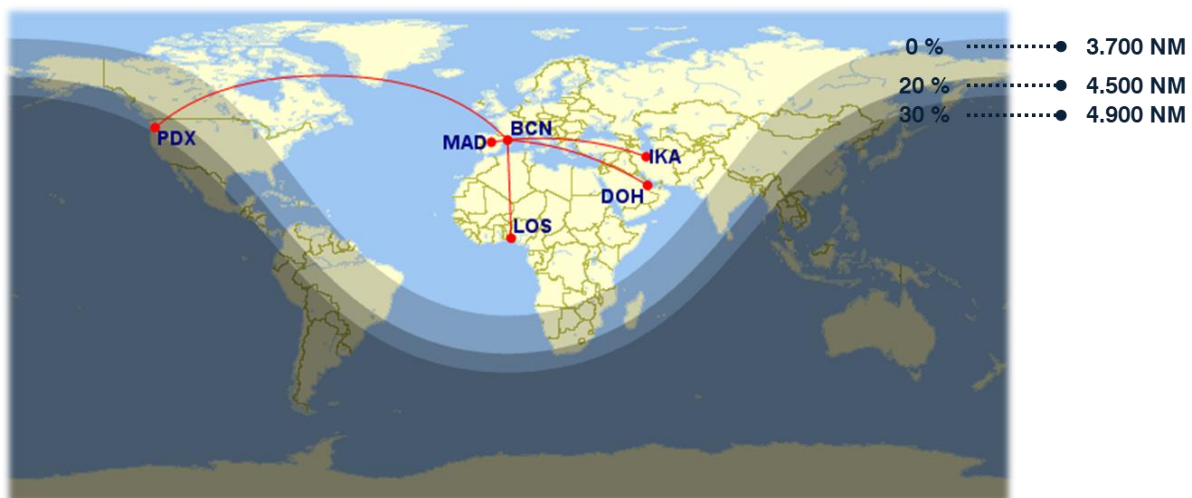 0 % 3.700 NM
20 % 4.500 NM
30 % 4.900 NM
PDX
MAD
BCN
IKA
DOH
LOS